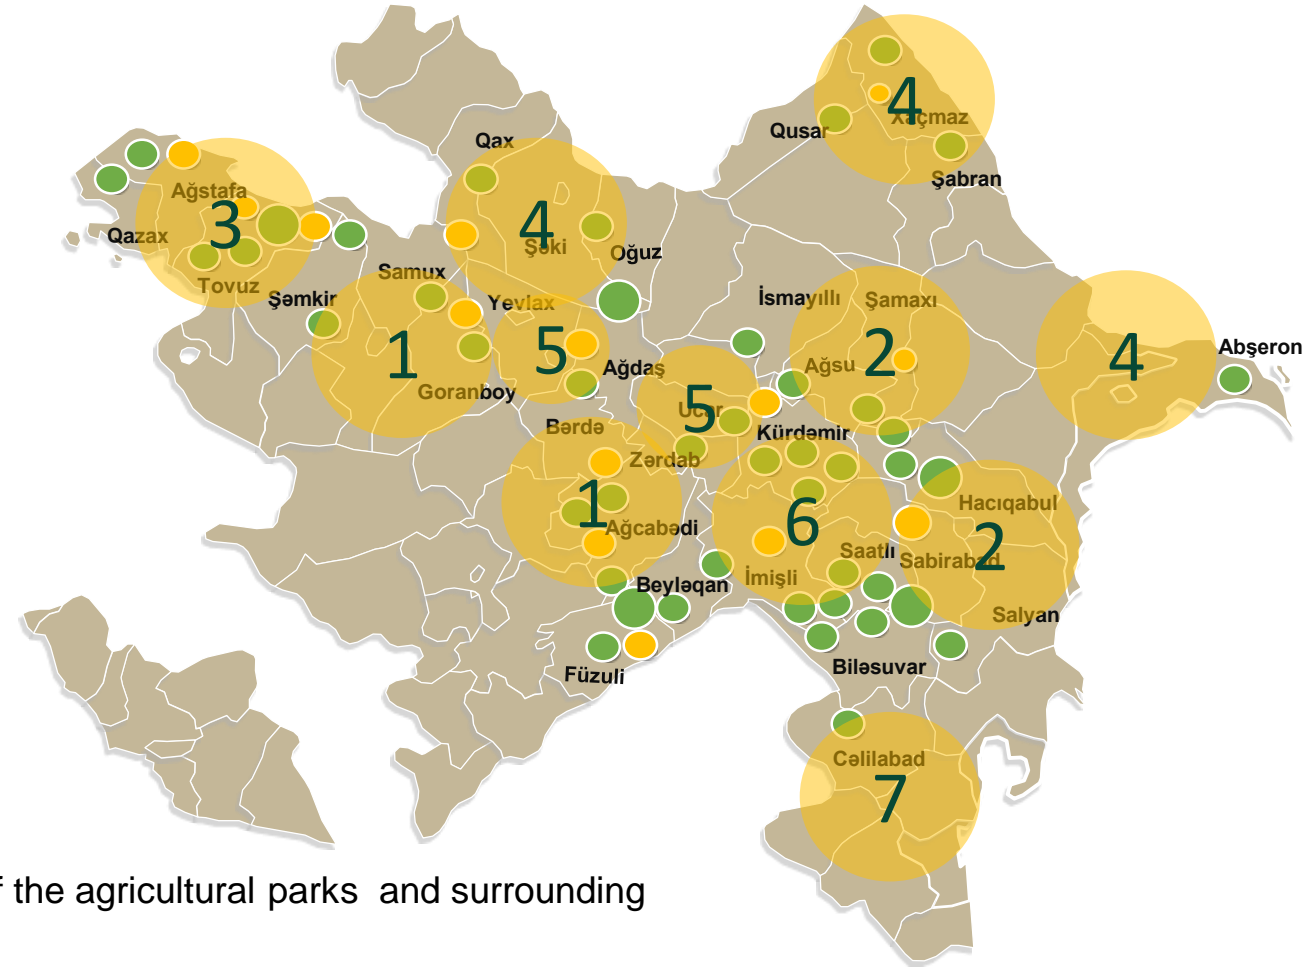 4
Xaçmaz
Qusar
Şabran
Qax
Ağstafa
3
4
Qazax
Şəki
Oğuz
Tovuz
Samux
Şəmkir
Yevlax
İsmayıllı
Şamaxı
1
5
2
4
Abşeron
Ağdaş
Ağsu
Goranboy
Ucar
5
Bərdə
Kürdəmir
Zərdab
1
Ağcabədi
6
Hacıqabul
2
Saatlı
Sabirabad
İmişli
Beyləqan
Salyan
Füzuli
Biləsuvar
Cəlilabad
7
the agricultural parks and surrounding